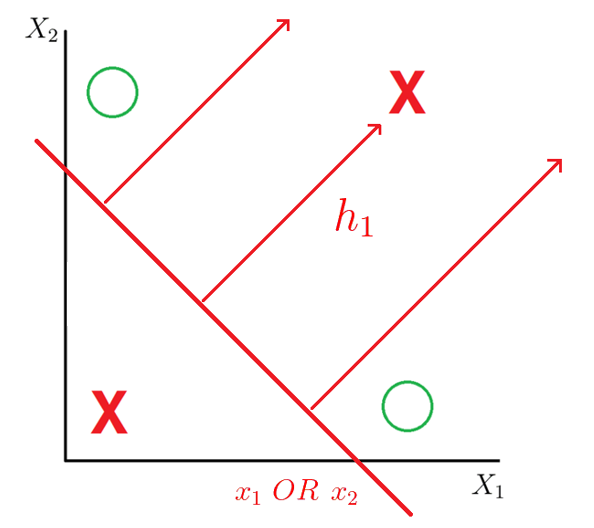 X₂
h₁
x₁ OR x₂
X₁